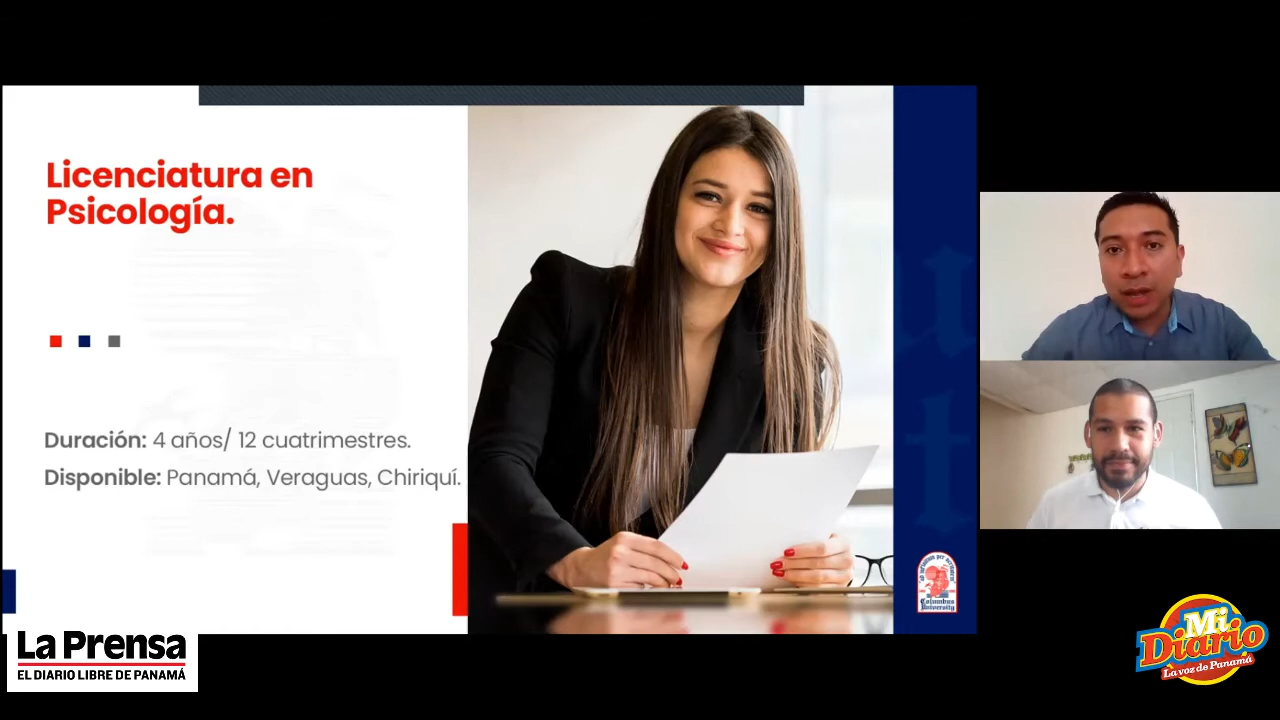 Licenciatura en
Psicología.
Duración: 4 años/ 12 cuatrimestres.
Disponible: Panamá, Veraguas, Chiriquí.
Columbus
University
La Prensa
EL DIARIO LIBRE DE PANAMÁ
Mi
Diario
La voz de Panamá